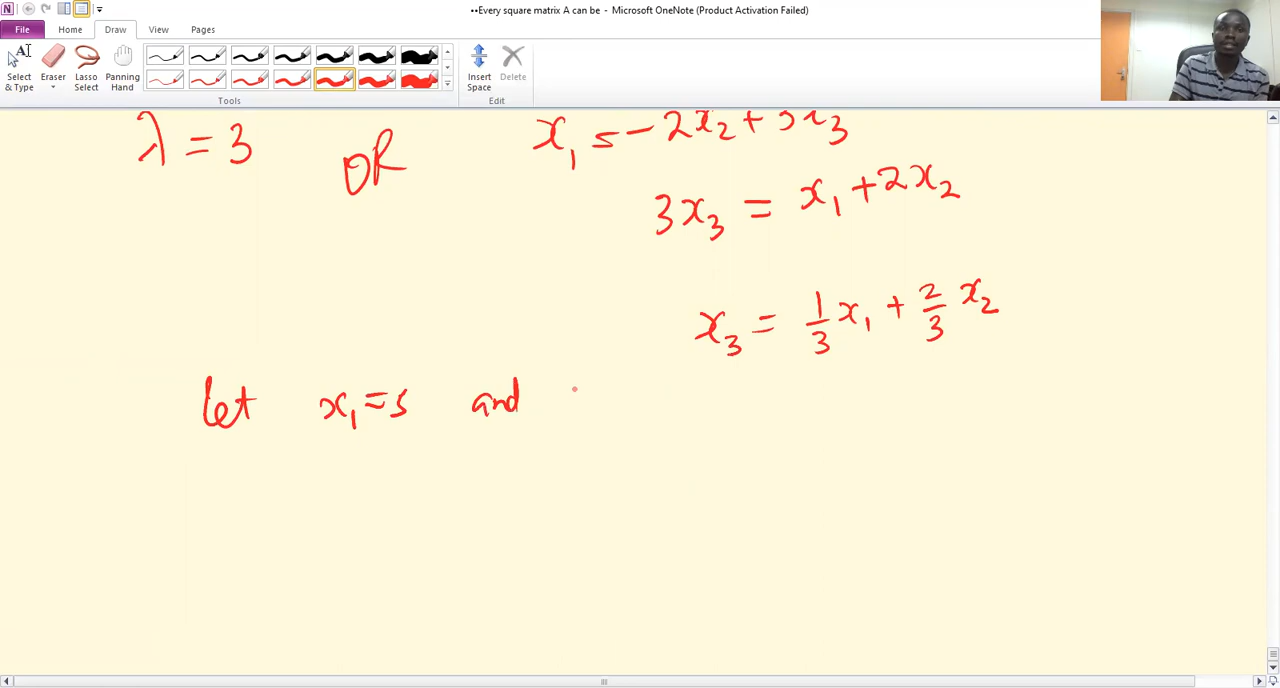 ••Every square matrix A can be - Microsoft OneNote (Product Activation Failed)
File Home Draw View Pages
Select & Type
Eraser
Lasso Select
Panning Hand
Insert Space
Delete
Tools
Edit
λ = 3 OR x₁ = -2x₂ + 3x₃
3x₃ = x₁ + 2x₂
x₃ = 1/3 x₁ + 2/3 x₂
let x₁ = s and